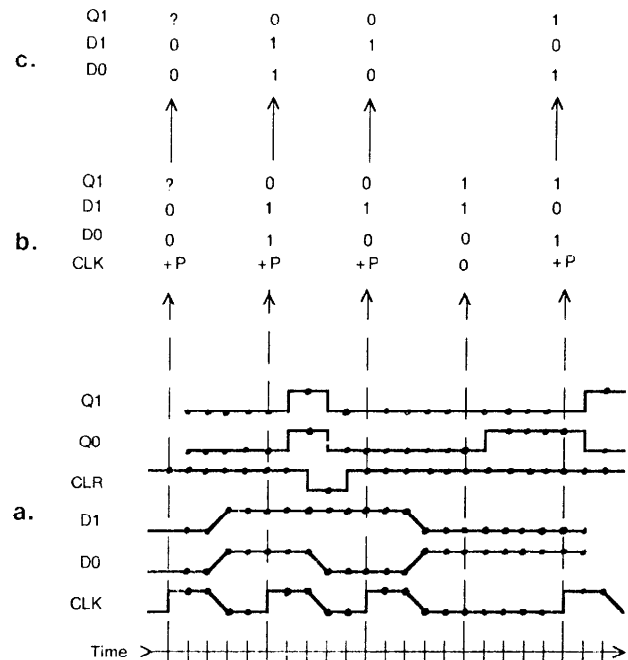 Q1 ? 0 0 1
D1 0 1 1 0
c.
D0 0 1 0 1
Q1 ? 0 0 1 1
D1 0 1 1 1 0
b.
D0 0 1 0 0 1
CLK +P +P +P 0 +P
Q1
Q0
CLR
a.
D1
D0
CLK
Time